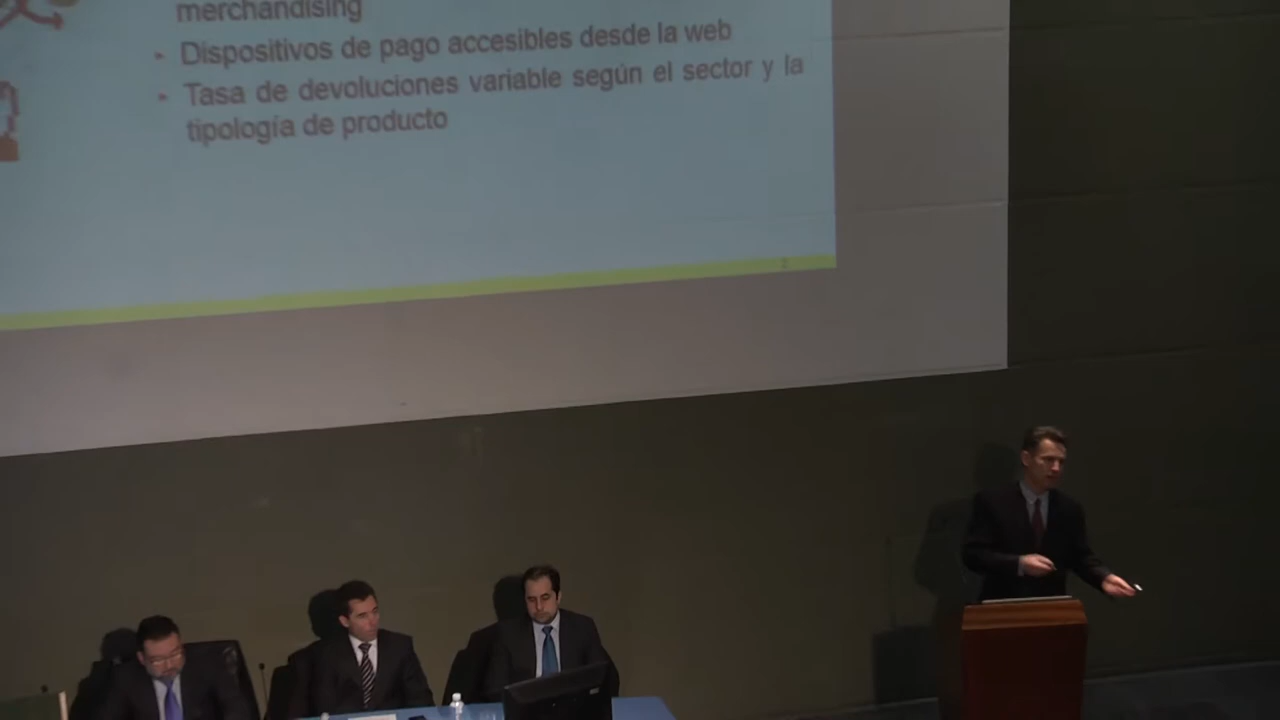 merchandising
- Dispositivos de pago accesibles desde la web
- Tasa de devoluciones variable según el sector y la
tipología de producto